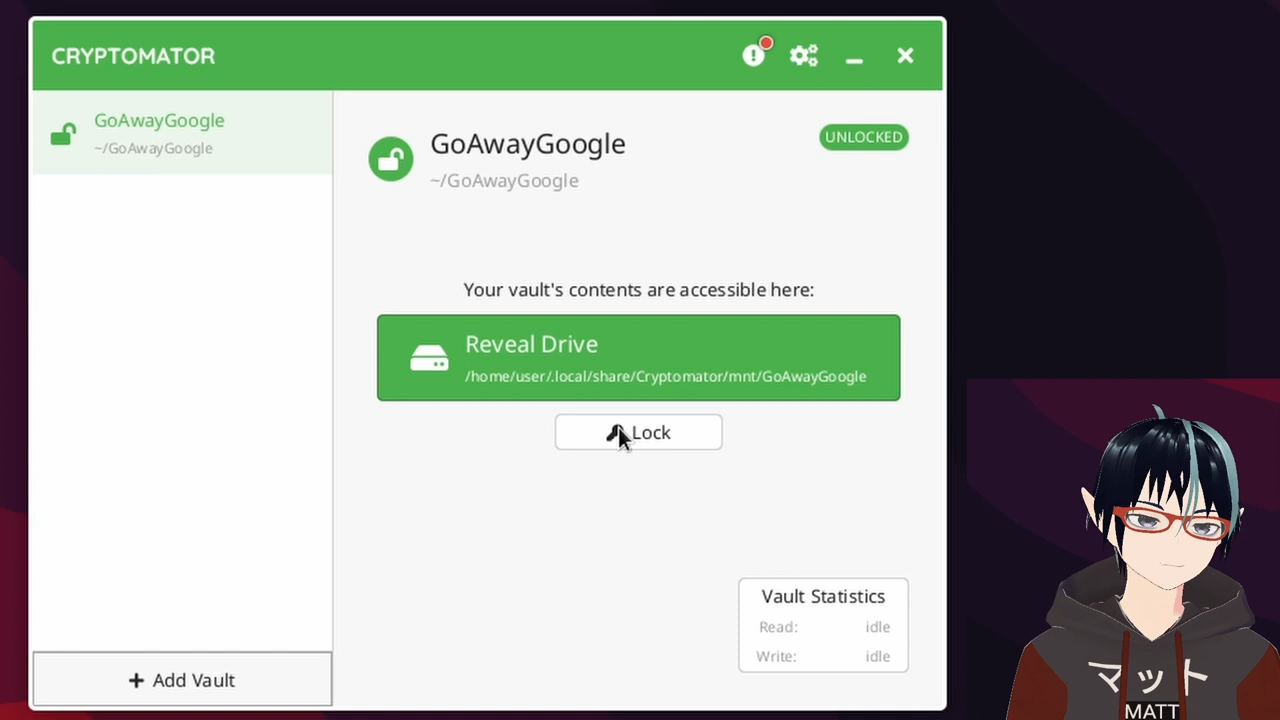 CRYPTOMATOR
GoAwayGoogle
~/GoAwayGoogle
GoAwayGoogle
~/GoAwayGoogle
UNLOCKED
Your vault's contents are accessible here:
Reveal Drive
/home/user/.local/share/Cryptomator/mnt/GoAwayGoogle
Lock
Vault Statistics
Read: idle
Write: idle
+ Add Vault
マット
MATT